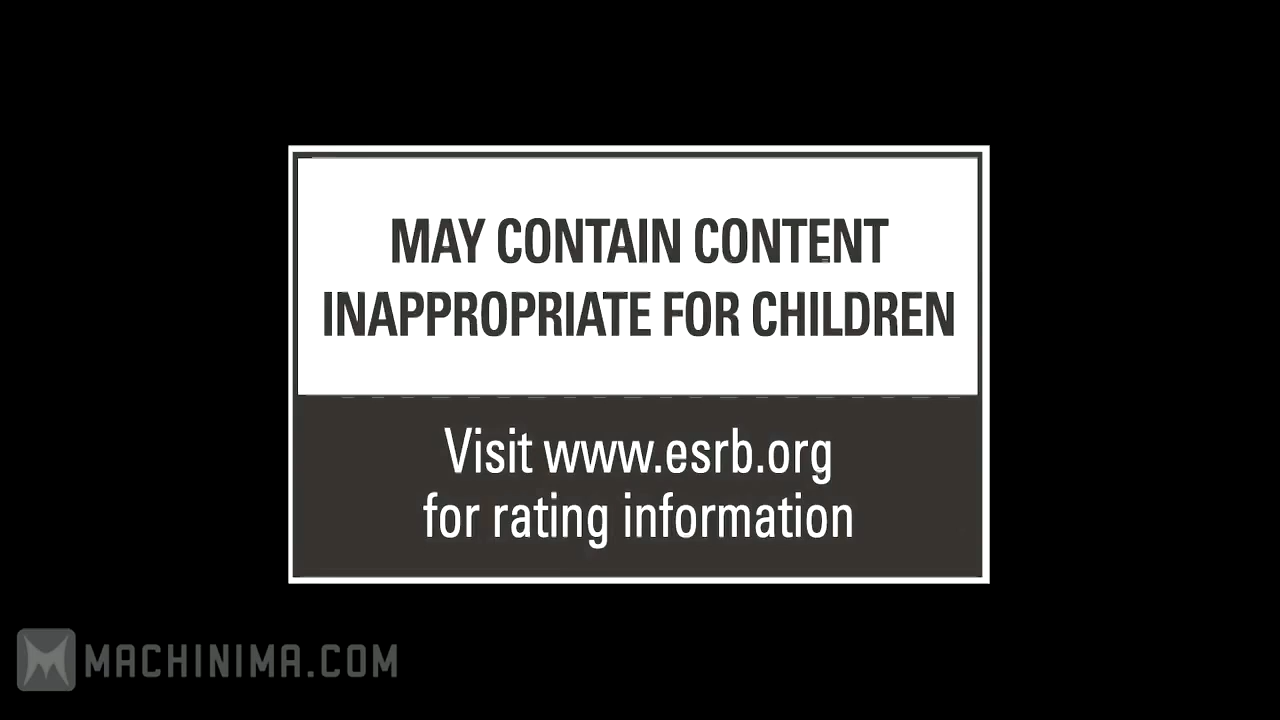 MAY CONTAIN CONTENT
INAPPROPRIATE FOR CHILDREN
Visit www.esrb.org
for rating information
MACHINIMA.COM